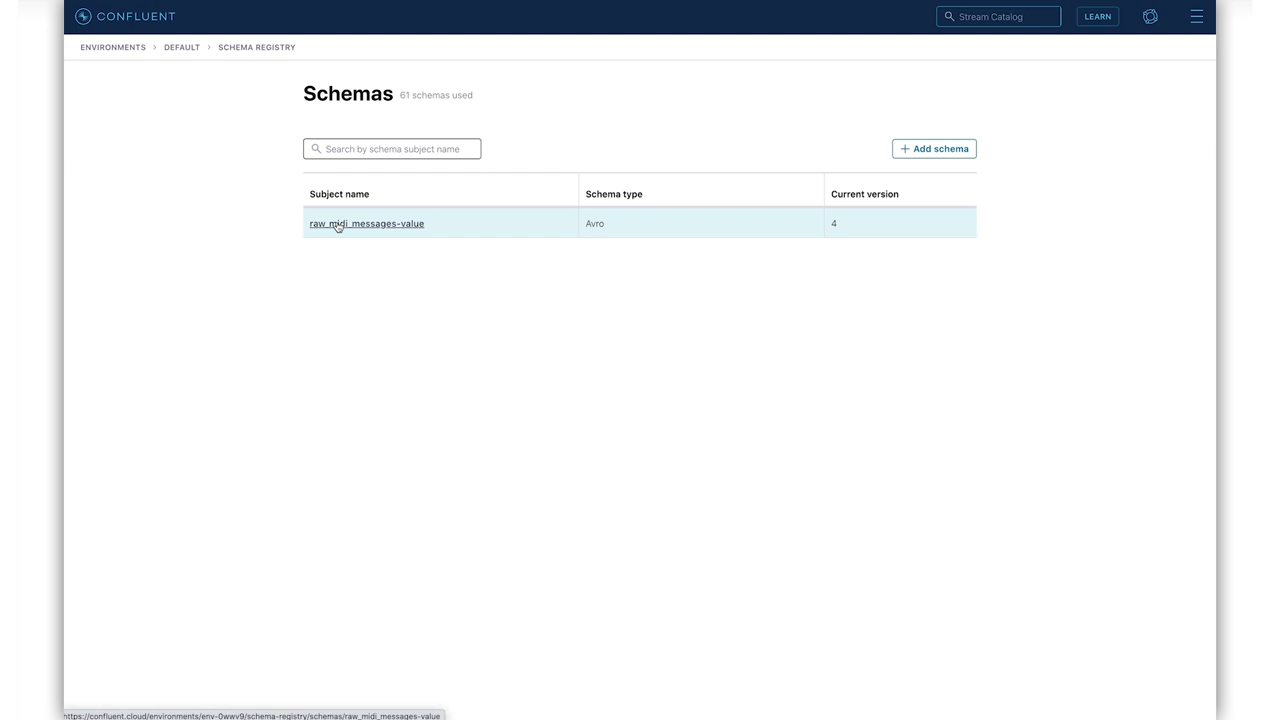 CONFLUENT
Stream Catalog
LEARN
ENVIRONMENTS > DEFAULT > SCHEMA REGISTRY
Schemas 61 schemas used
Search by schema subject name
+ Add schema
Subject name Schema type Current version
raw_midi_messages-value Avro 4
https://confluent.cloud/environments/env-0wwv9/schema-registry/schemas/raw_midi_messages-value